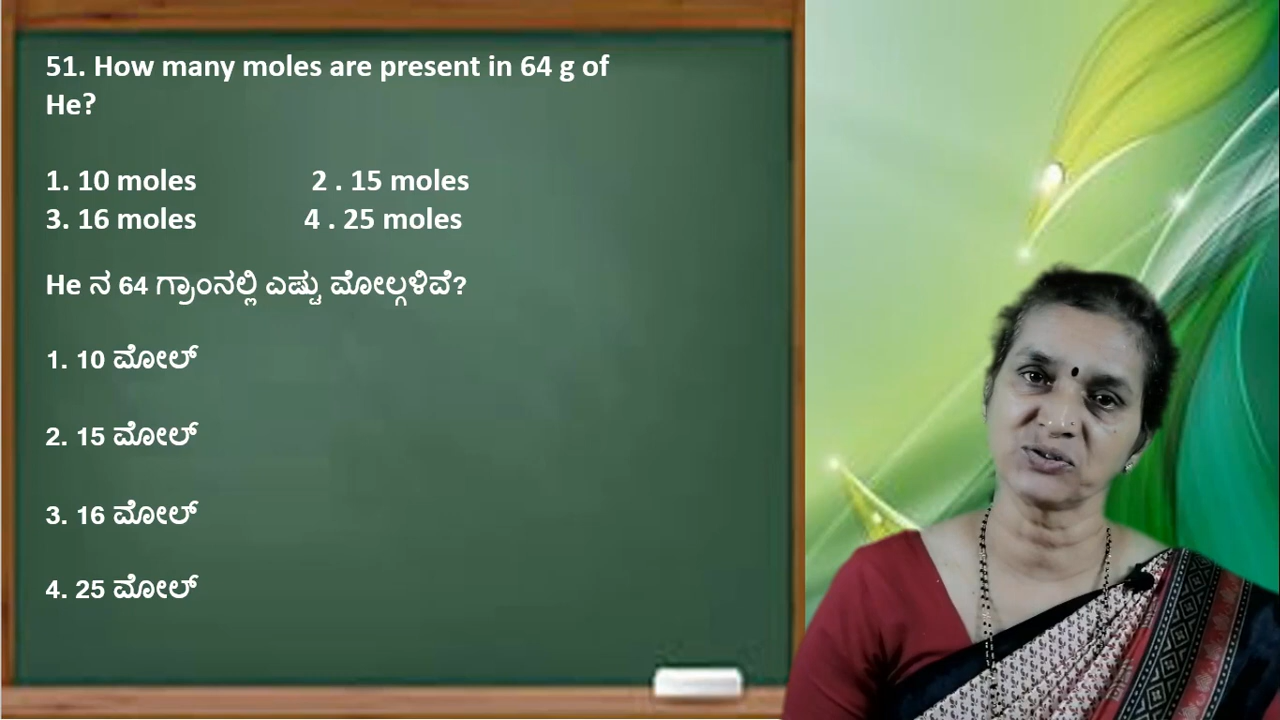 51. How many moles are present in 64 g of
He?
1. 10 moles 2 . 15 moles
3. 16 moles 4 . 25 moles
He ನ 64 ಗ್ರಾಂನಲ್ಲಿ ಎಷ್ಟು ಮೋಲ್ಗಳಿವೆ?
1. 10 ಮೋಲ್
2. 15 ಮೋಲ್
3. 16 ಮೋಲ್
4. 25 ಮೋಲ್